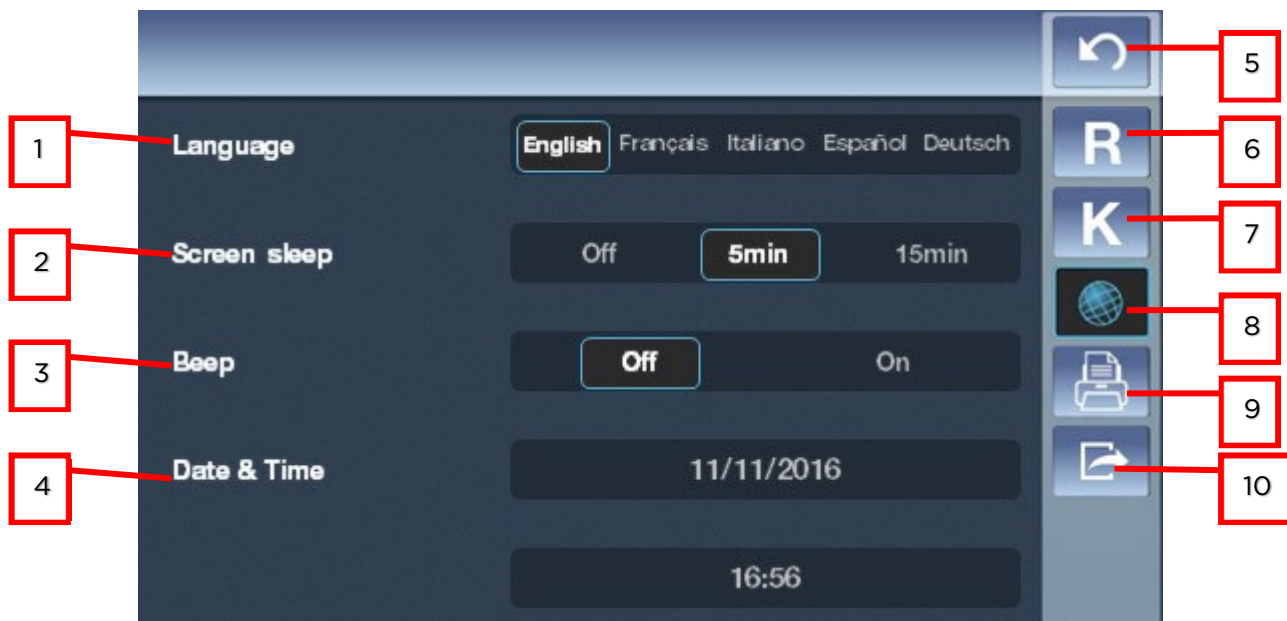 5
1 Language English Français Italiano Español Deutsch R 6
2 Screen sleep Off 5min 15min K 7
8
3 Beep Off On
9
4 Date & Time 11/11/2016 10
16:56